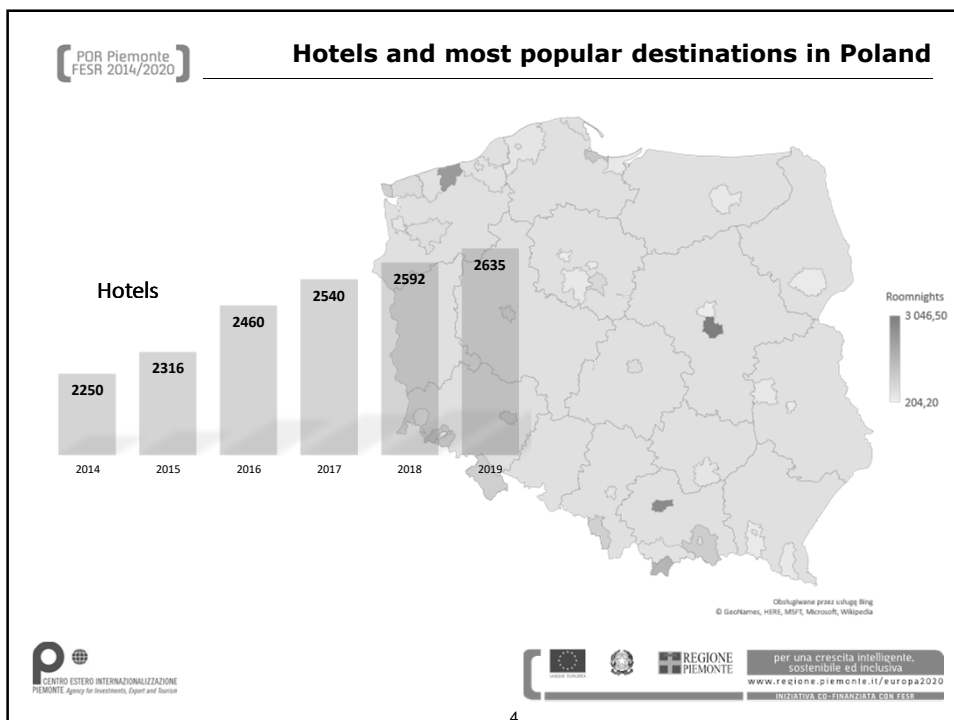 POR Piemonte
FESR 2014/2020
Hotels and most popular destinations in Poland
Hotels
2250
2316
2460
2540
2592
2635
2014
2015
2016
2017
2018
2019
Roomnights
3 046,50
204,20
Obsługiwane przez usługę Bing
© GeoNames, HERE, MSFT, Microsoft, Wikipedia
CENTRO ESTERO INTERNAZIONALIZZAZIONE
PIEMONTE Agency for Investments, Export and Tourism
UNIONE EUROPEA
REGIONE
PIEMONTE
per una crescita intelligente,
sostenibile ed inclusiva
www.regione.piemonte.it/europa2020
INIZIATIVA CO-FINANZIATA CON FESR
4